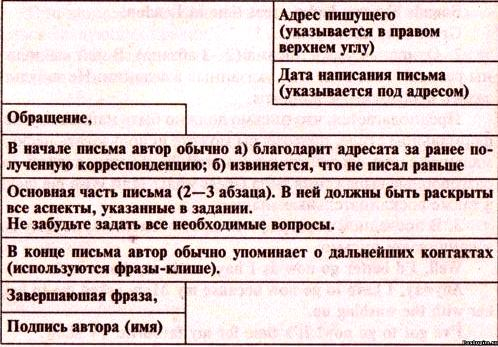 Адрес пишущего
(указывается в правом
верхнем углу)
Дата написания письма
(указывается под адресом)
Обращение,
В начале письма автор обычно а) благодарит адресата за ранее по-
лученную корреспонденцию; б) извиняется, что не писал раньше
Основная часть письма (2—3 абзаца). В ней должны быть раскрыты
все аспекты, указанные в задании.
Не забудьте задать все необходимые вопросы.
В конце письма автор обычно упоминает о дальнейших контактах
(используются фразы-клише).
Завершающая фраза,
Подпись автора (имя)